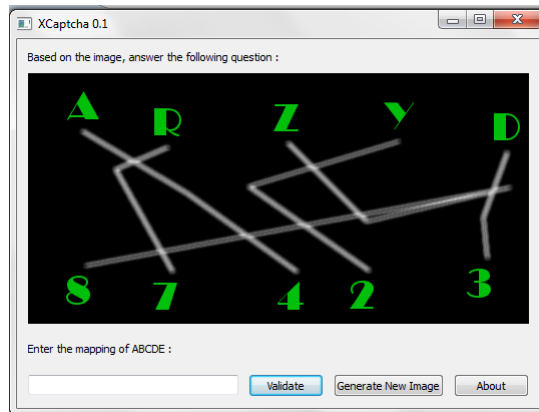 XCaptcha 0.1
Based on the image, answer the following question :
A R Z Y D
8 7 4 2 3
Enter the mapping of ABCDE :
Validate Generate New Image About